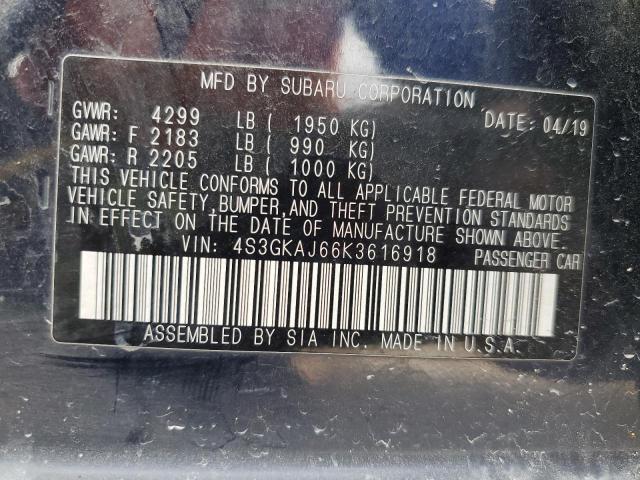 MFD BY SUBARU CORPORATION
GVWR: 4299 LB ( 1950 KG) DATE: 04/19
GAWR: F 2183 LB ( 990 KG)
GAWR: R 2205 LB ( 1000 KG)
THIS VEHICLE CONFORMS TO ALL APPLICABLE FEDERAL MOTOR
VEHICLE SAFETY, BUMPER, AND THEFT PREVENTION STANDARDS
IN EFFECT ON THE DATE OF MANUFACTURE SHOWN ABOVE.
VIN: 4S3GKAJ66K3616918 PASSENGER CAR
ASSEMBLED BY SIA INC. MADE IN U.S.A.